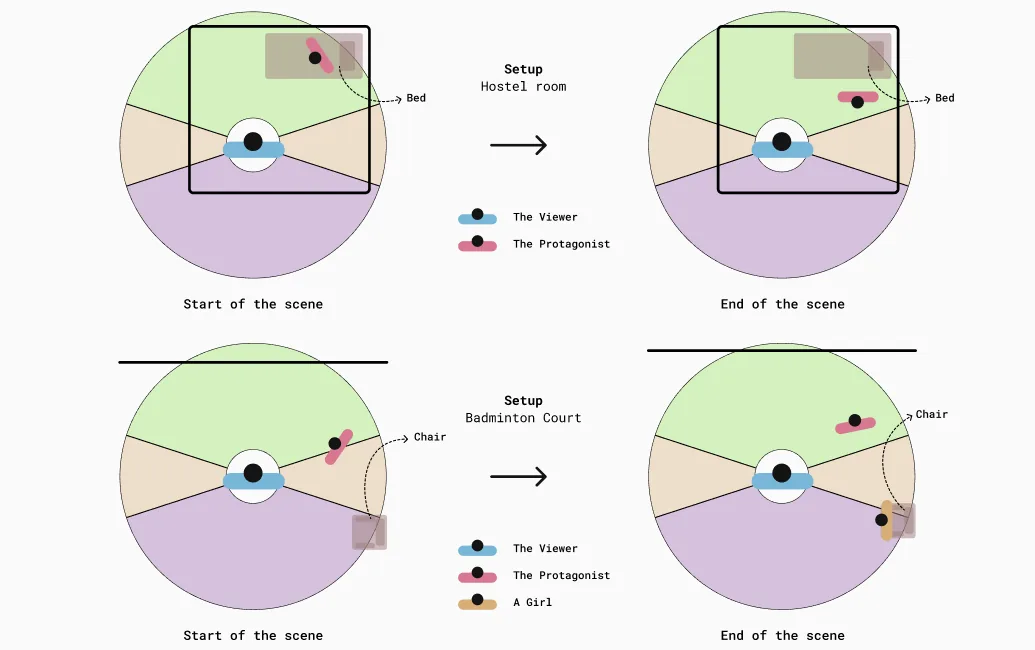 Setup
Hostel room
Bed
Bed
The Viewer
The Protagonist
Start of the scene
End of the scene
Setup
Badminton Court
Chair
Chair
The Viewer
The Protagonist
A Girl
Start of the scene
End of the scene